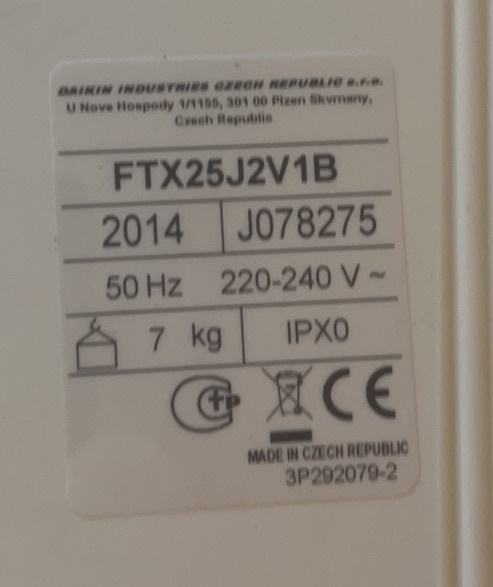 DAIKIN INDUSTRIES CZECH REPUBLIC s.r.o.
U Nove Hospody 1/1155, 301 00 Plzen Skvrnany,
Czech Republic
FTX25J2V1B
2014 J078275
50 Hz 220-240 V ~
7 kg IPX0
CE
MADE IN CZECH REPUBLIC
3P292079-2